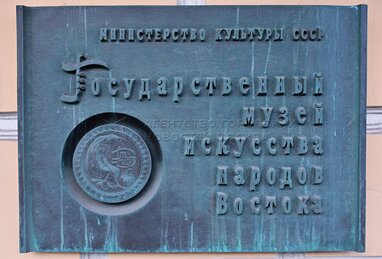 МИНИСТЕРСТВО КУЛЬТУРЫ СССР
Государственный
музей
искусства
народов
Востока